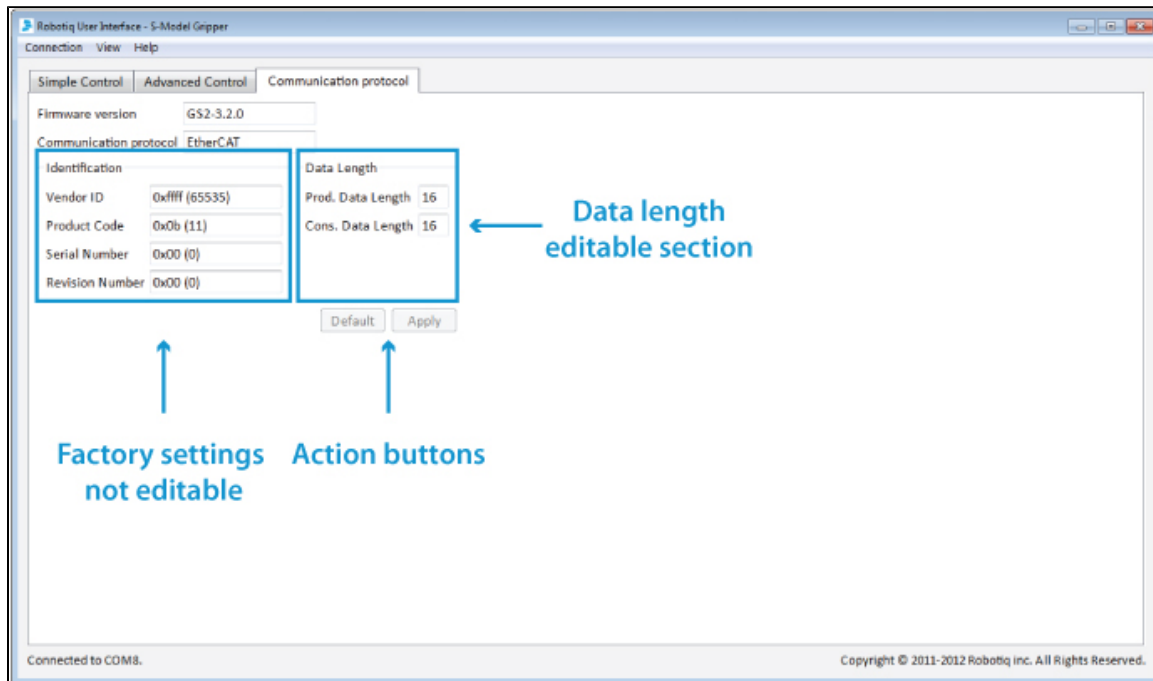 Robotiq User Interface - S-Model Gripper
Connection View Help
Simple Control Advanced Control Communication protocol
Firmware version GS2-3.2.0
Communication protocol EtherCAT
Identification
Vendor ID 0xffff (65535)
Product Code 0x0b (11)
Serial Number 0x00 (0)
Revision Number 0x00 (0)
Data Length
Prod. Data Length 16
Cons. Data Length 16
Data length
editable section
Default Apply
Factory settings
not editable
Action buttons
Connected to COM8.
Copyright © 2011-2012 Robotiq inc. All Rights Reserved.